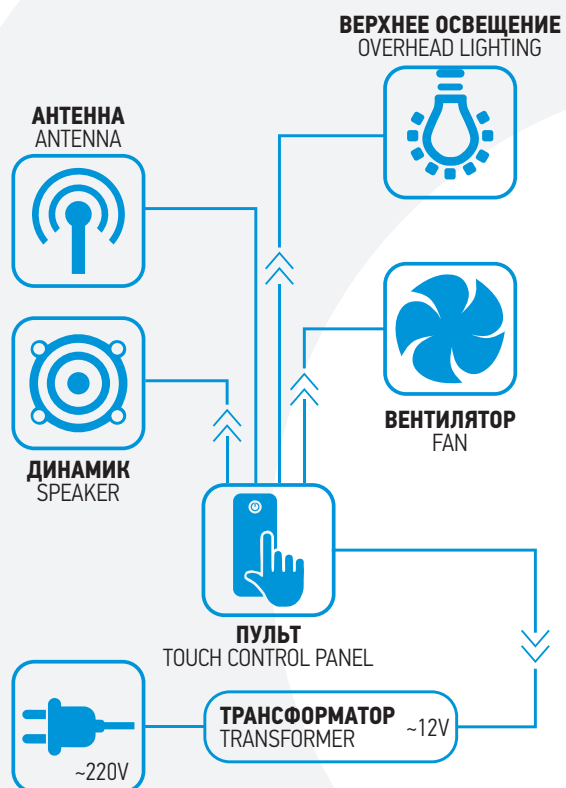 ВЕРХНЕЕ ОСВЕЩЕНИЕ
OVERHEAD LIGHTING
АНТЕННА
ANTENNA
ВЕНТИЛЯТОР
FAN
ДИНАМИК
SPEAKER
ПУЛЬТ
TOUCH CONTROL PANEL
ТРАНСФОРМАТОР
TRANSFORMER
~12V
~220V